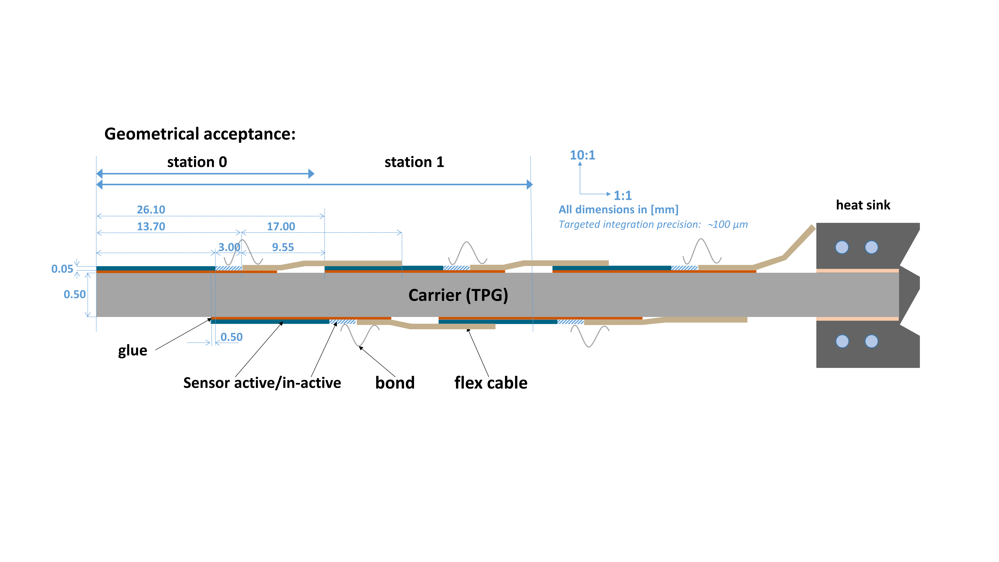 Geometrical acceptance:
station 0
station 1
10:1
1:1
All dimensions in [mm]
Targeted integration precision: ~100 µm
heat sink
26.10
13.70
17.00
3.00
9.55
0.05
0.50
Carrier (TPG)
0.50
glue
Sensor active/in-active
bond
flex cable